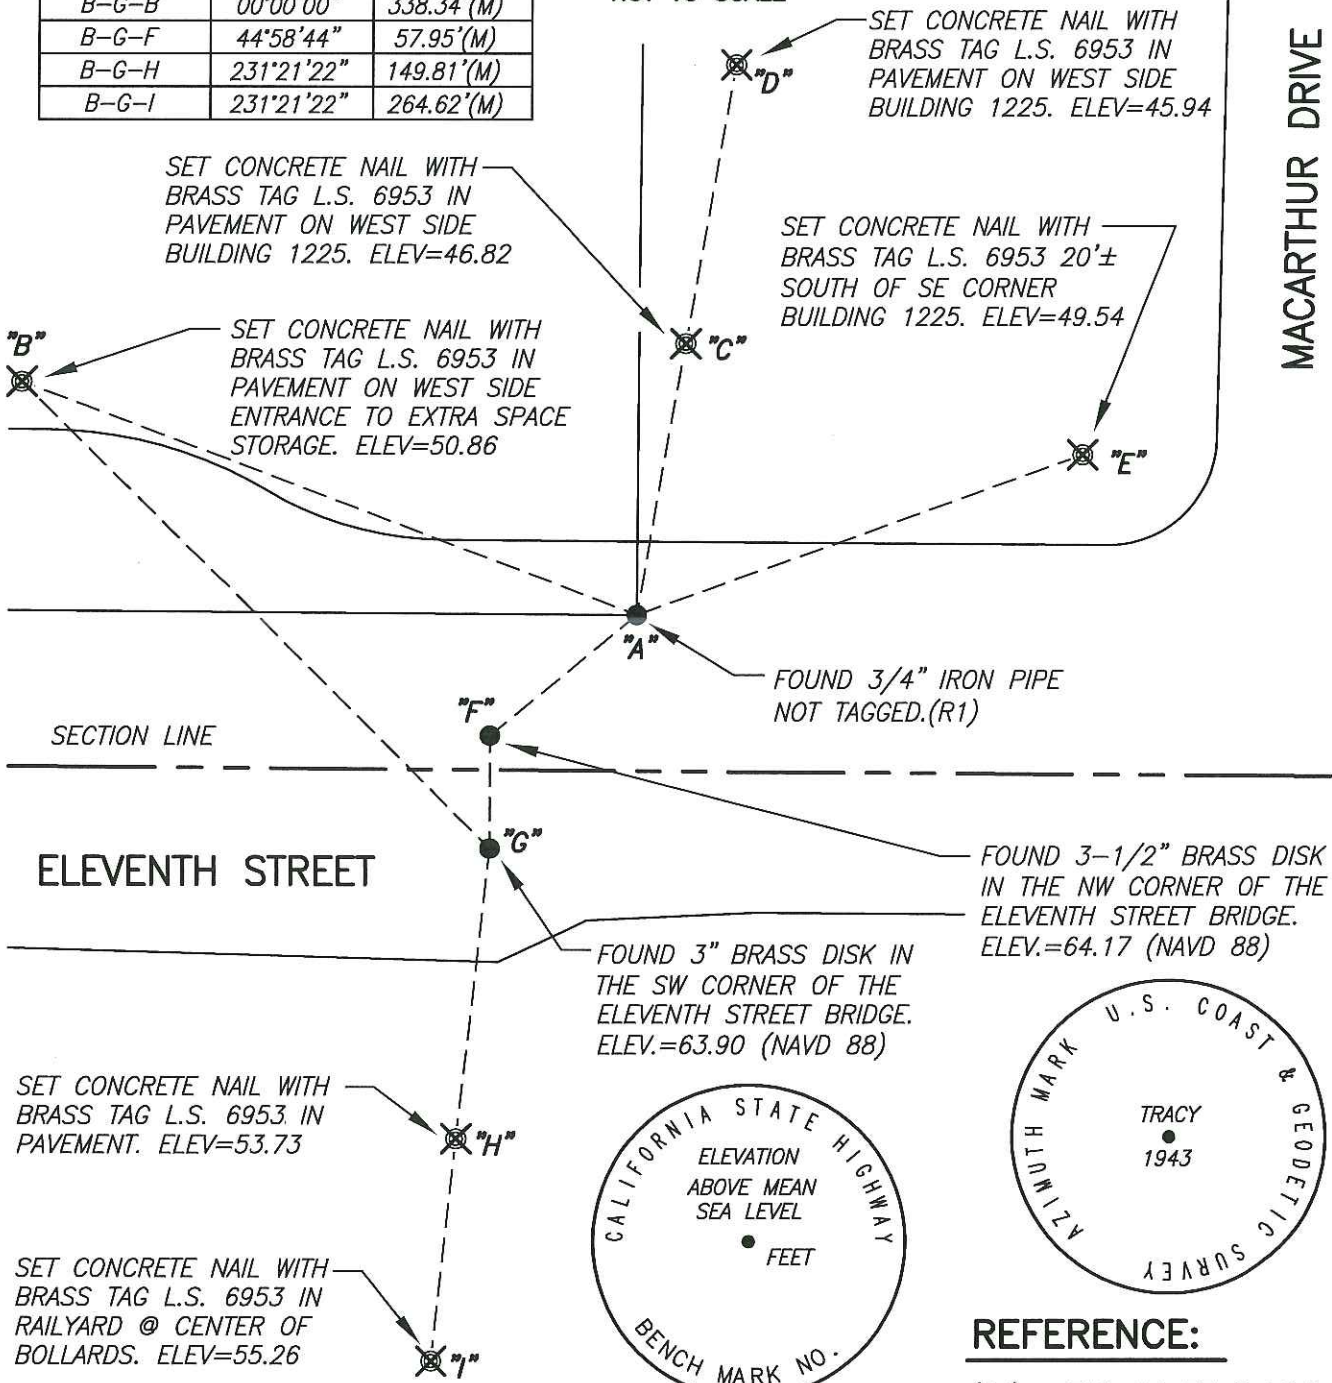 B-G-B 00°00'00" 338.34'(M)
B-G-F 44°58'44" 57.95'(M)
B-G-H 231°21'22" 149.81'(M)
B-G-I 231°21'22" 264.62'(M)
SET CONCRETE NAIL WITH
BRASS TAG L.S. 6953 IN
PAVEMENT ON WEST SIDE
BUILDING 1225. ELEV=45.94
"D"
MACARTHUR DRIVE
SET CONCRETE NAIL WITH
BRASS TAG L.S. 6953 IN
PAVEMENT ON WEST SIDE
BUILDING 1225. ELEV=46.82
SET CONCRETE NAIL WITH
BRASS TAG L.S. 6953 20'±
SOUTH OF SE CORNER
BUILDING 1225. ELEV=49.54
"B"
SET CONCRETE NAIL WITH
BRASS TAG L.S. 6953 IN
PAVEMENT ON WEST SIDE
ENTRANCE TO EXTRA SPACE
STORAGE. ELEV=50.86
"C"
"E"
"A"
FOUND 3/4" IRON PIPE
NOT TAGGED.(R1)
"F"
SECTION LINE
"G"
ELEVENTH STREET
FOUND 3-1/2" BRASS DISK
IN THE NW CORNER OF THE
ELEVENTH STREET BRIDGE.
ELEV.=64.17 (NAVD 88)
FOUND 3" BRASS DISK IN
THE SW CORNER OF THE
ELEVENTH STREET BRIDGE.
ELEV.=63.90 (NAVD 88)
SET CONCRETE NAIL WITH
BRASS TAG L.S. 6953 IN
PAVEMENT. ELEV=53.73
"H"
CALIFORNIA STATE HIGHWAY
ELEVATION
ABOVE MEAN
SEA LEVEL
FEET
BENCH MARK NO.
U.S. COAST & GEODETIC SURVEY
AZIMUTH MARK
TRACY
1943
SET CONCRETE NAIL WITH
BRASS TAG L.S. 6953 IN
RAILYARD @ CENTER OF
BOLLARDS. ELEV=55.26
"I"
REFERENCE: